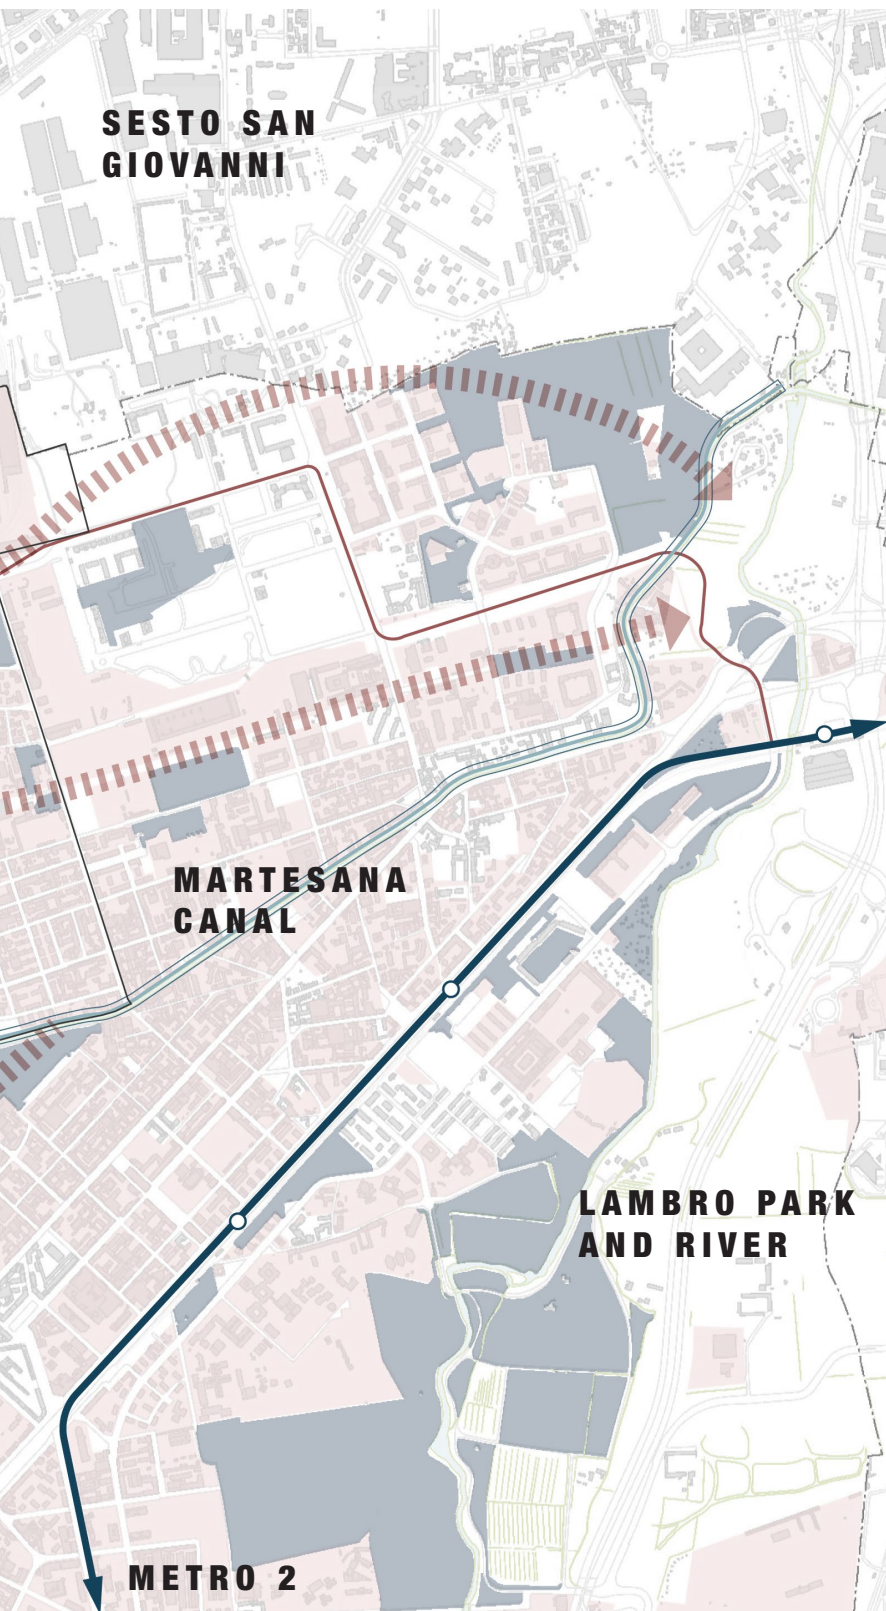 SESTO SAN
GIOVANNI
MARTESANA
CANAL
LAMBRO PARK
AND RIVER
METRO 2